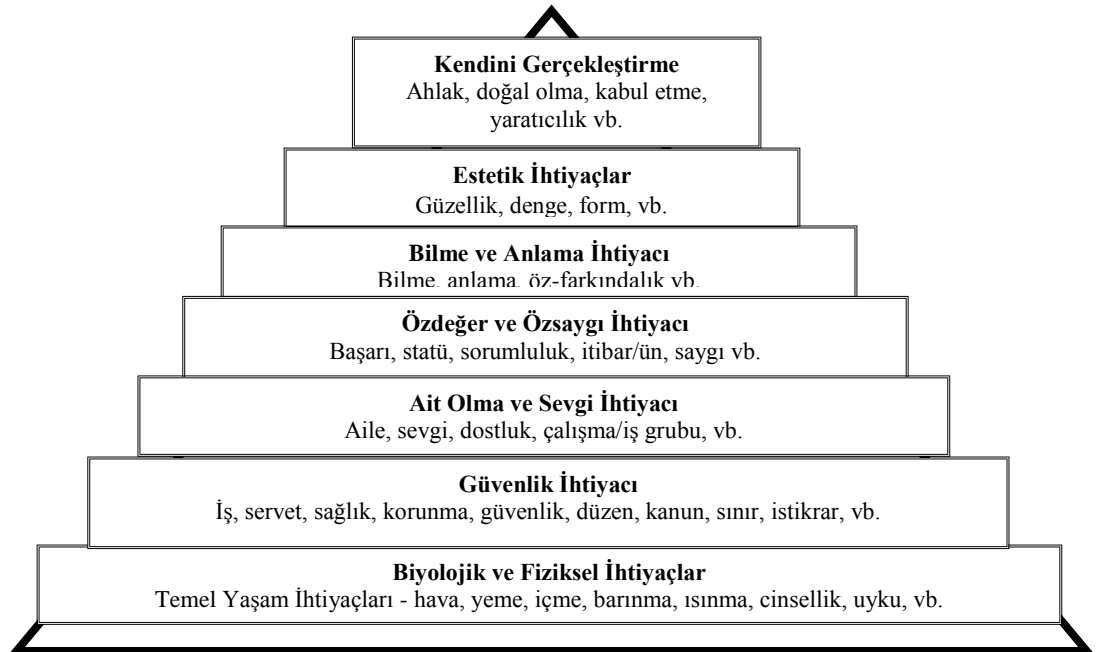 Kendini Gerçekleştirme
Ahlak, doğal olma, kabul etme,
yaratıcılık vb.
Estetik İhtiyaçlar
Güzellik, denge, form, vb.
Bilme ve Anlama İhtiyacı
Bilme, anlama, öz-farkındalık vb.
Özdeğer ve Özsaygı İhtiyacı
Başarı, statü, sorumluluk, itibar/ün, saygı vb.
Ait Olma ve Sevgi İhtiyacı
Aile, sevgi, dostluk, çalışma/iş grubu, vb.
Güvenlik İhtiyacı
İş, servet, sağlık, korunma, güvenlik, düzen, kanun, sınır, istikrar, vb.
Biyolojik ve Fiziksel İhtiyaçlar
Temel Yaşam İhtiyaçları - hava, yeme, içme, barınma, ısınma, cinsellik, uyku, vb.